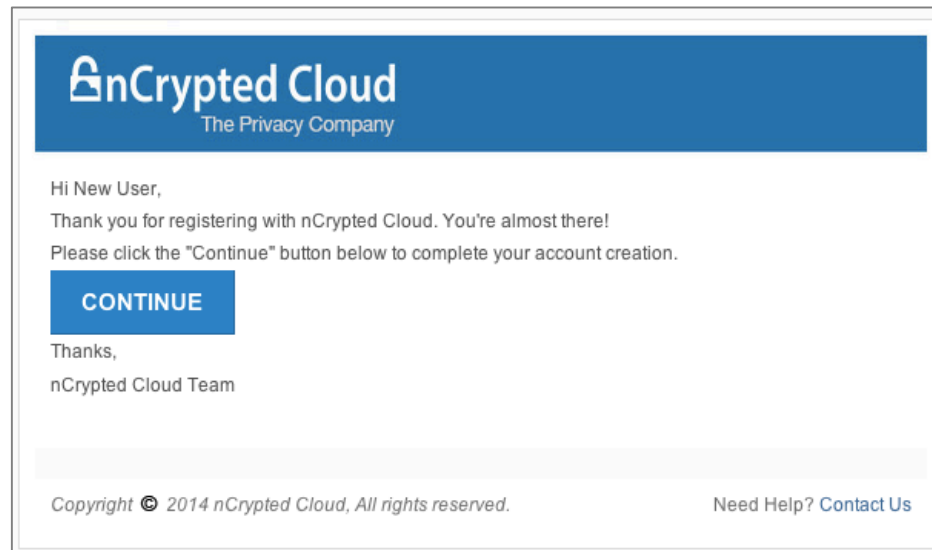 nCrypted Cloud
The Privacy Company
Hi New User,
Thank you for registering with nCrypted Cloud. You're almost there!
Please click the "Continue" button below to complete your account creation.
CONTINUE
Thanks,
nCrypted Cloud Team
Copyright © 2014 nCrypted Cloud, All rights reserved.
Need Help? Contact Us